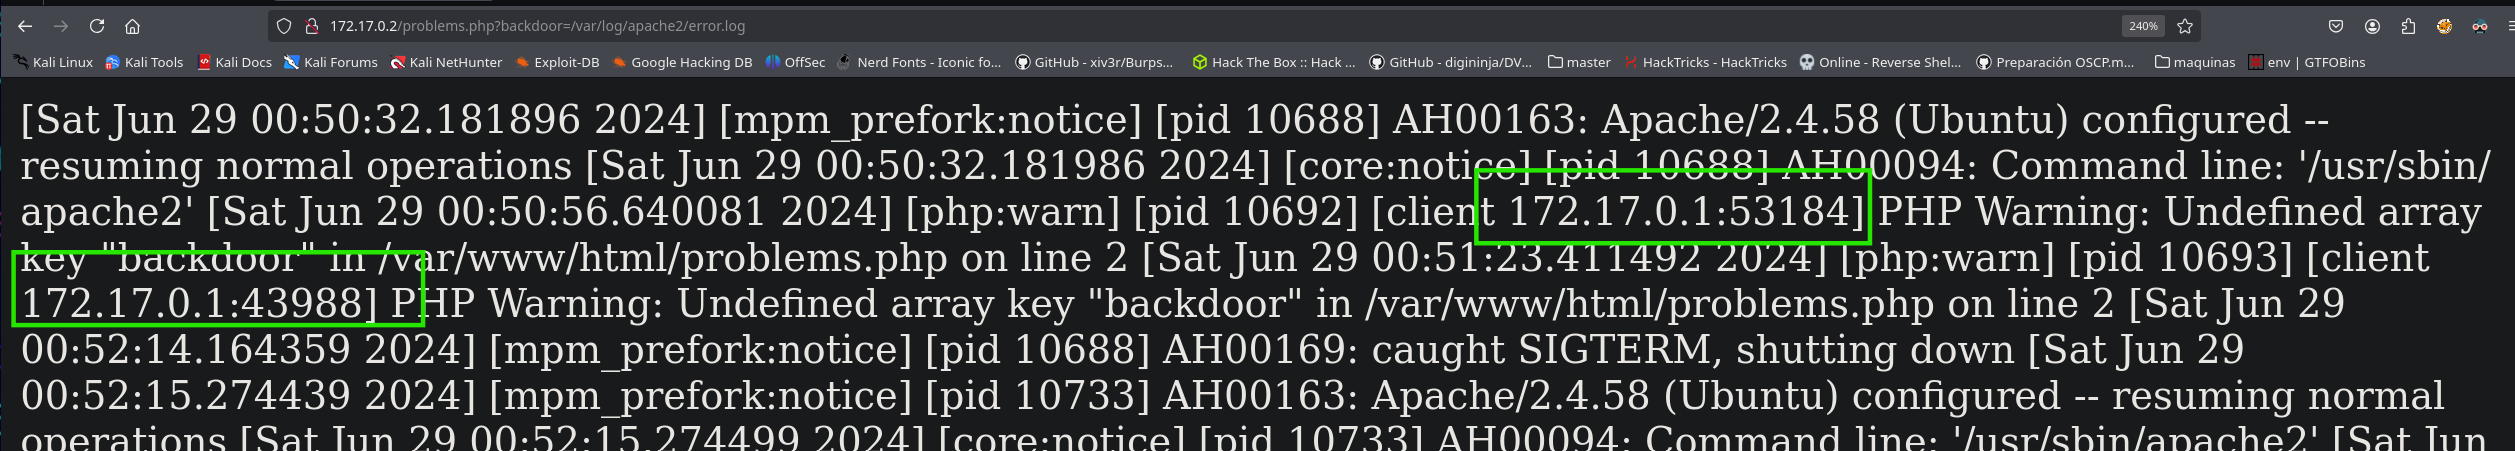 172.17.0.2/problems.php?backdoor=/var/log/apache2/error.log 240%
Kali Linux Kali Tools Kali Docs Kali Forums Kali NetHunter Exploit-DB Google Hacking DB OffSec Nerd Fonts - Iconic fo... GitHub - xiv3r/Burps... Hack The Box :: Hack ... GitHub - digininja/DV... master HackTricks - HackTricks Online - Reverse Shel... Preparación OSCP.m... maquinas env | GTFOBins
[Sat Jun 29 00:50:32.181896 2024] [mpm_prefork:notice] [pid 10688] AH00163: Apache/2.4.58 (Ubuntu) configured --
resuming normal operations [Sat Jun 29 00:50:32.181986 2024] [core:notice] [pid 10688] AH00094: Command line: '/usr/sbin/
apache2' [Sat Jun 29 00:50:56.640081 2024] [php:warn] [pid 10692] [client 172.17.0.1:53184] PHP Warning: Undefined array
key "backdoor" in /var/www/html/problems.php on line 2 [Sat Jun 29 00:51:23.411492 2024] [php:warn] [pid 10693] [client
172.17.0.1:43988] PHP Warning: Undefined array key "backdoor" in /var/www/html/problems.php on line 2 [Sat Jun 29
00:52:14.164359 2024] [mpm_prefork:notice] [pid 10688] AH00169: caught SIGTERM, shutting down [Sat Jun 29
00:52:15.274439 2024] [mpm_prefork:notice] [pid 10733] AH00163: Apache/2.4.58 (Ubuntu) configured -- resuming normal
operations [Sat Jun 29 00:52:15.274499 2024] [core:notice] [pid 10733] AH00094: Command line: '/usr/sbin/apache2' [Sat Jun